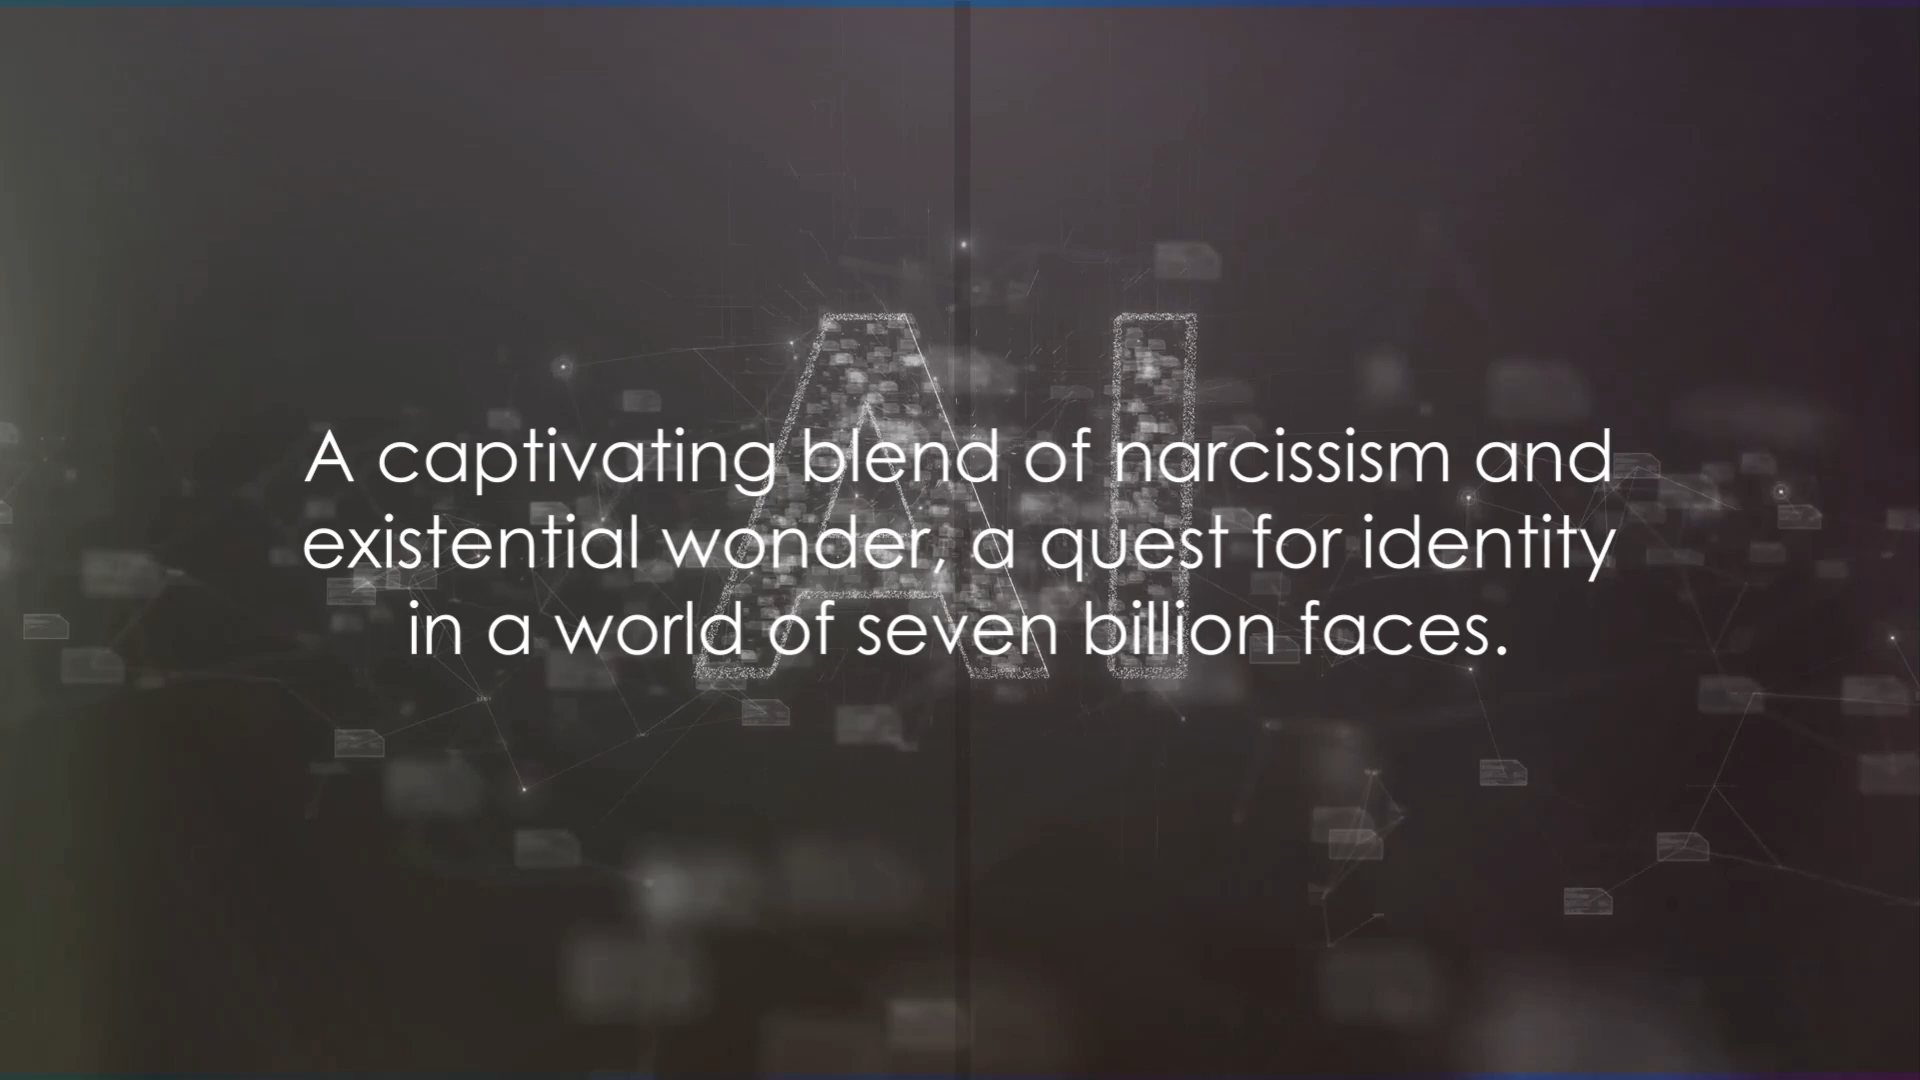 AI
A captivating blend of narcissism and
existential wonder, a quest for identity
in a world of seven billion faces.